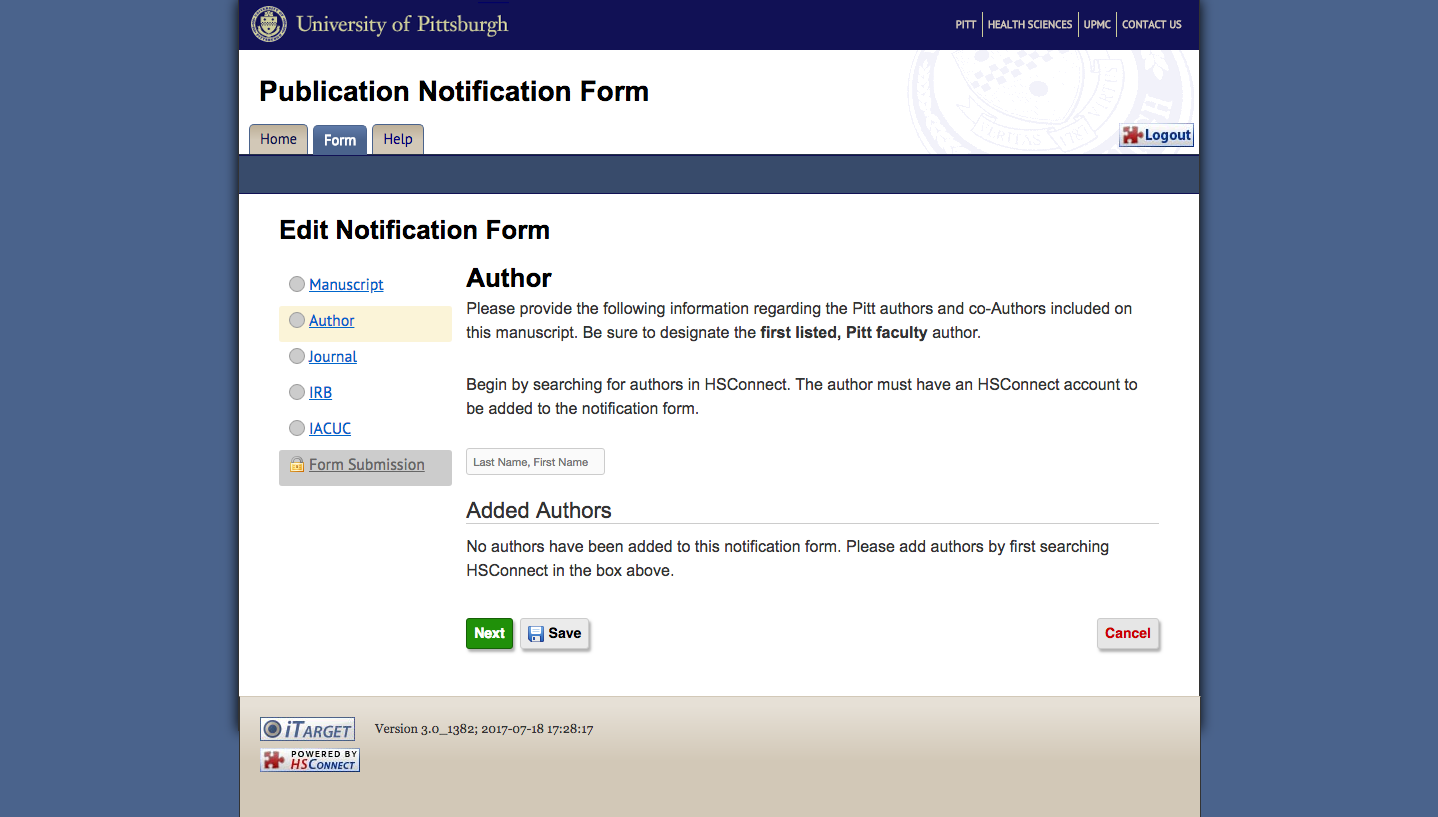 University of Pittsburgh
PITT
HEALTH SCIENCES
UPMC
CONTACT US
Publication Notification Form
Home
Form
Help
Logout
Edit Notification Form
Manuscript
Author
Journal
IRB
IACUC
Form Submission
Author
Please provide the following information regarding the Pitt authors and co-Authors included on
this manuscript. Be sure to designate the first listed, Pitt faculty author.
Begin by searching for authors in HSConnect. The author must have an HSConnect account to
be added to the notification form.
Last Name, First Name
Added Authors
No authors have been added to this notification form. Please add authors by first searching
HSConnect in the box above.
Next
Save
Cancel
iTARGET
Version 3.0_1382; 2017-07-18 17:28:17
POWERED BY
HSCONNECT